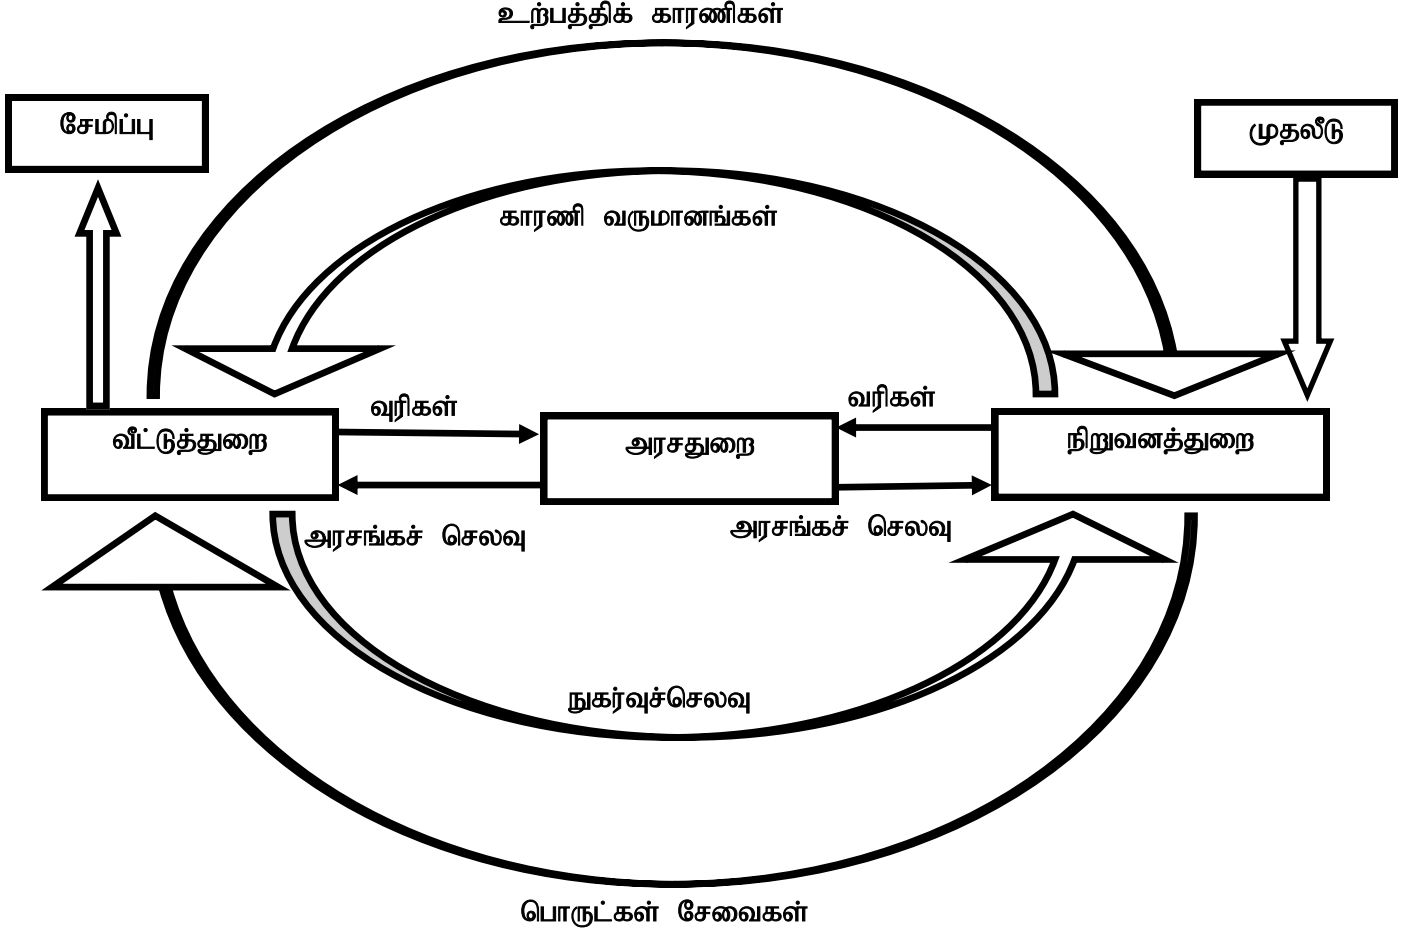 உற்பத்திக் காரணிகள்
சேமிப்பு
முதலீடு
காரணி வருமானங்கள்
வுரிகள்
வரிகள்
வீட்டுத்துறை
அரசதுறை
நிறுவனத்துறை
அரசங்கச் செலவு
அரசங்கச் செலவு
நுகர்வுச்செலவு
பொருட்கள் சேவைகள்